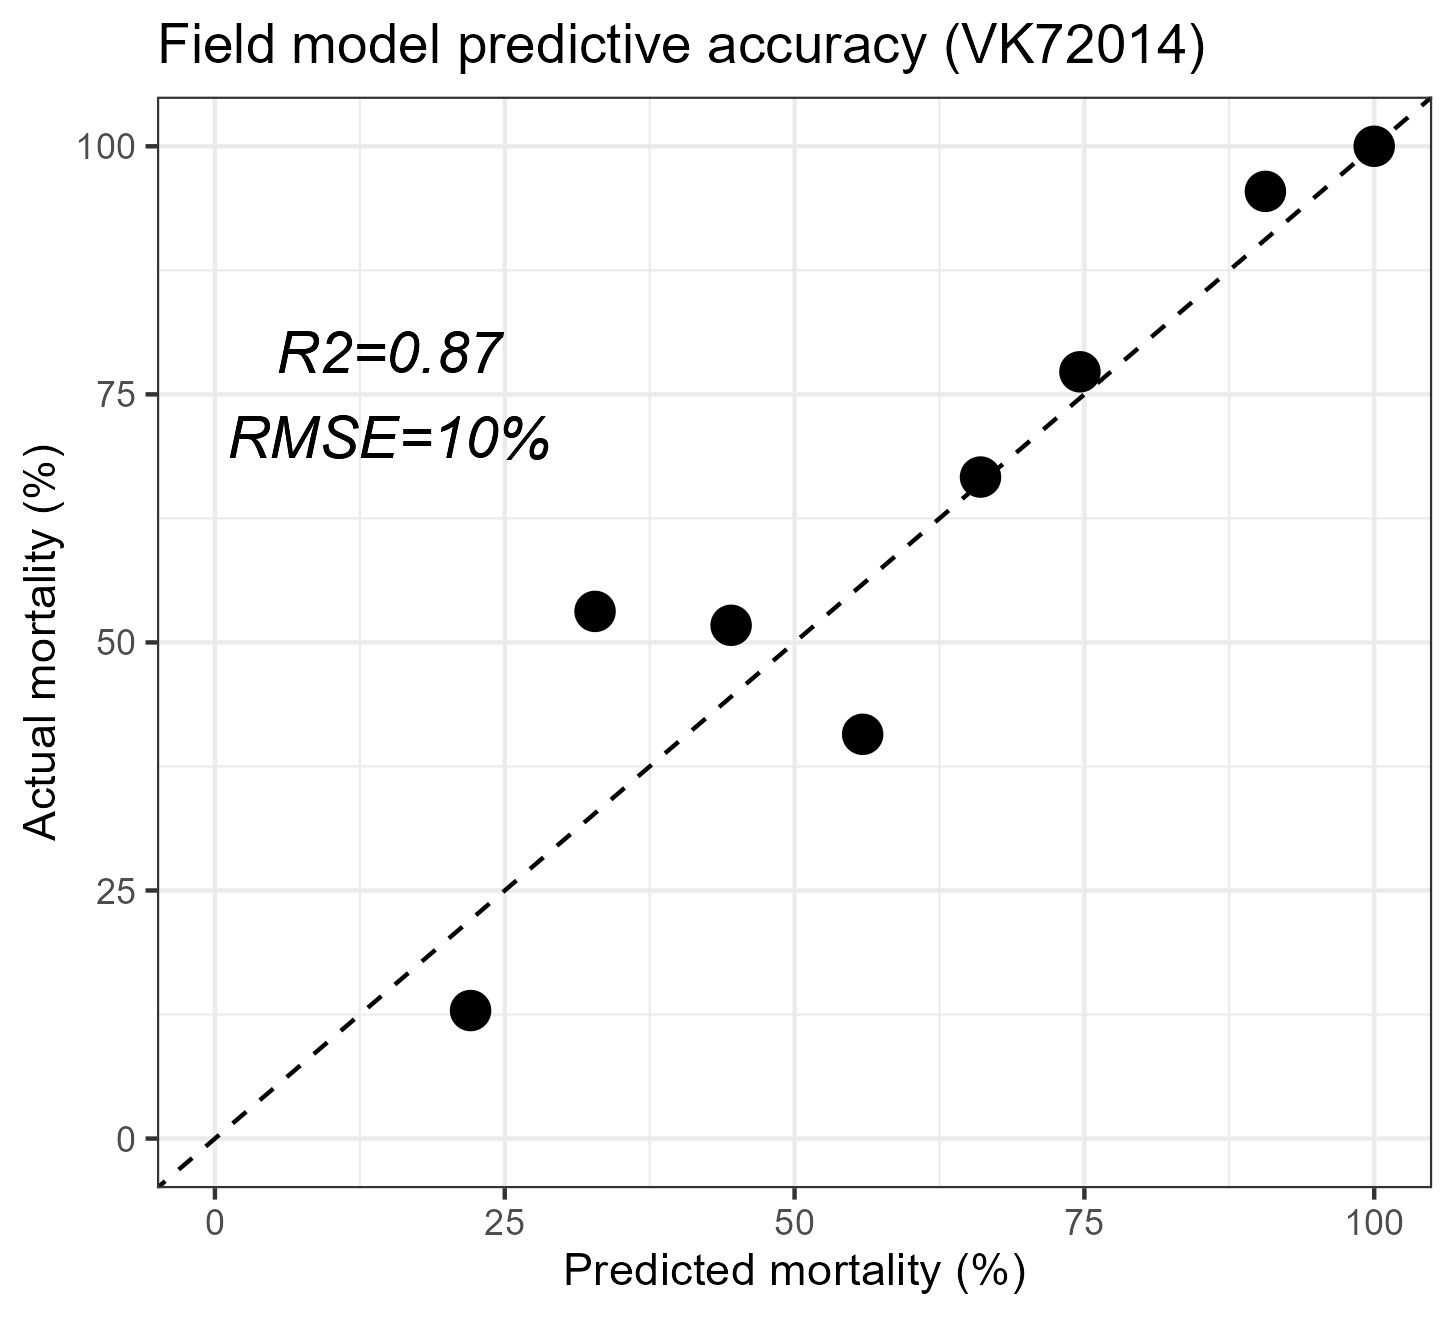 Field model predictive accuracy (VK72014)
R2=0.87
RMSE=10%
Actual mortality (%)
100
75
50
25
0
0 25 50 75 100
Predicted mortality (%)